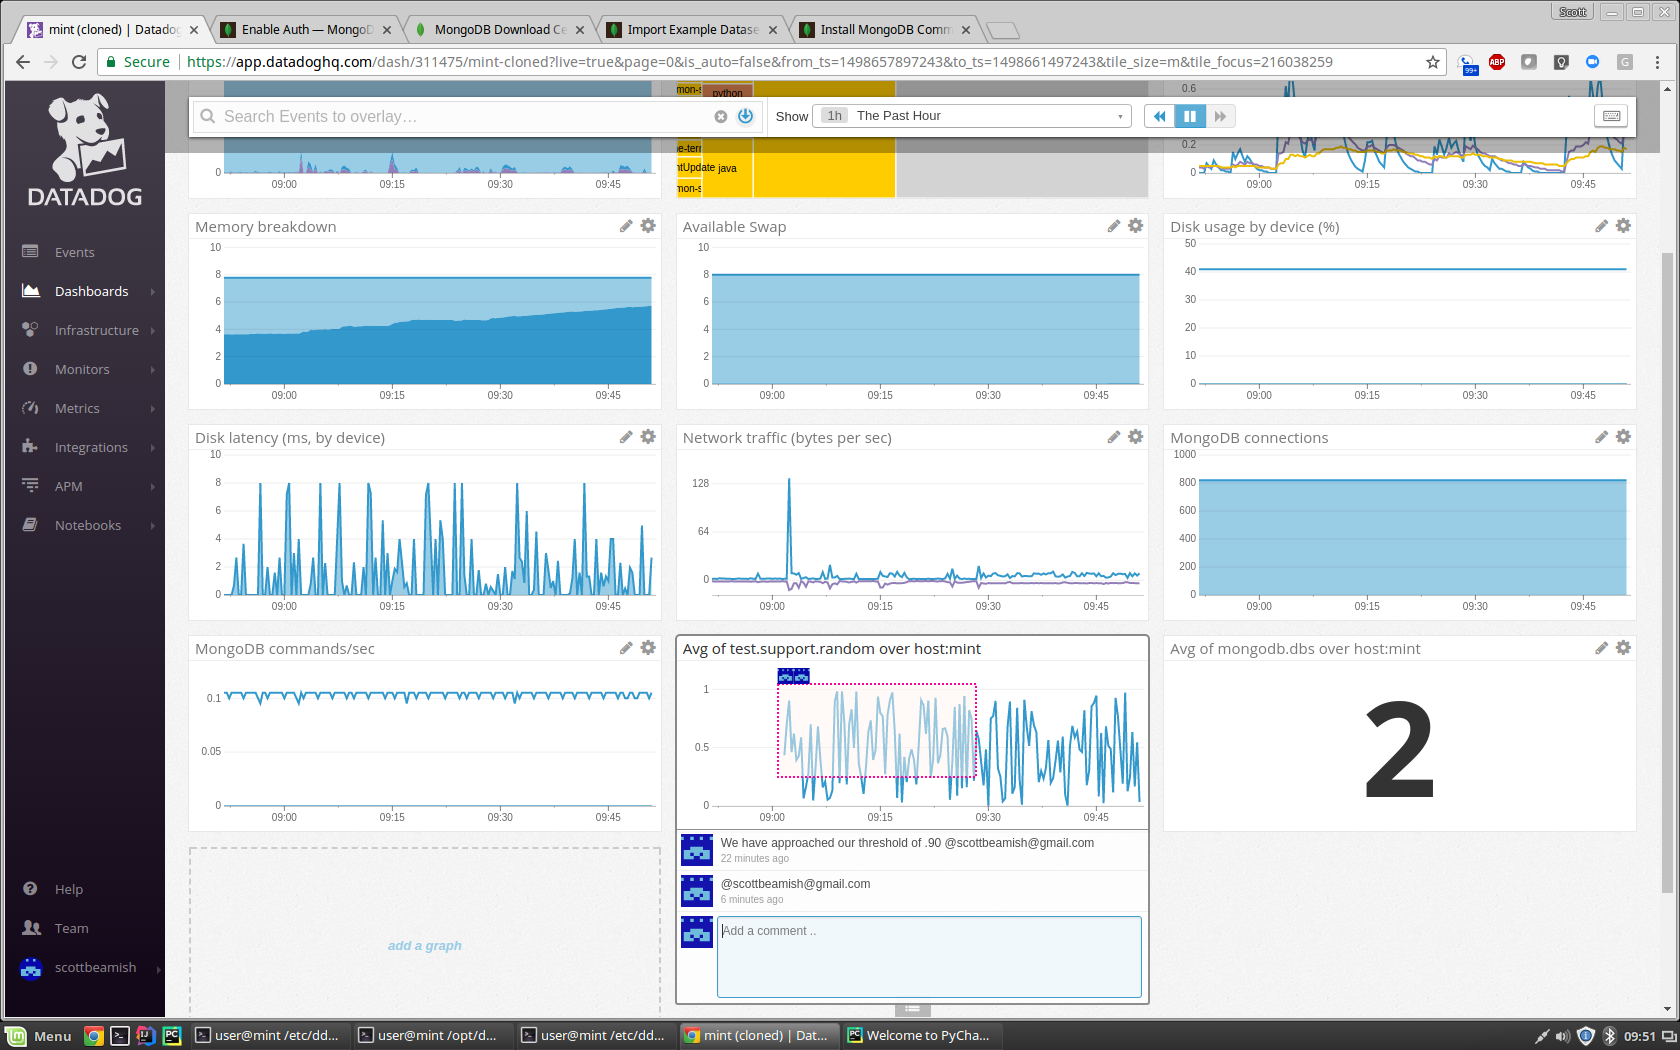 Scott
mint (cloned) | Datadog
Enable Auth — MongoD
MongoDB Download Ce
Import Example Datase
Install MongoDB Comm
Secure
https://app.datadoghq.com/dash/311475/mint-cloned?live=true&page=0&is_auto=false&from_ts=1498657897243&to_ts=1498661497243&tile_size=m&tile_focus=216038259
99+
ABP
G
DATADOG
Events
Dashboards
Infrastructure
Monitors
Metrics
Integrations
APM
Notebooks
Help
Team
scottbeamish
Search Events to overlay…
Show
1h The Past Hour
0
09:00 09:15 09:30 09:45
mon-s
python
ne-tern
ntUpdate java
mon-s
0.6
0.2
0
09:00 09:15 09:30 09:45
Memory breakdown
10
8
6
4
2
0
09:00 09:15 09:30 09:45
Available Swap
10
8
6
4
2
0
09:00 09:15 09:30 09:45
Disk usage by device (%)
50
40
30
20
10
0
09:00 09:15 09:30 09:45
Disk latency (ms, by device)
10
8
6
4
2
0
09:00 09:15 09:30 09:45
Network traffic (bytes per sec)
128
64
0
09:00 09:15 09:30 09:45
MongoDB connections
1000
800
600
400
200
0
09:00 09:15 09:30 09:45
MongoDB commands/sec
0.1
0.05
0
09:00 09:15 09:30 09:45
Avg of test.support.random over host:mint
1
0.5
0
09:00 09:15 09:30 09:45
We have approached our threshold of .90 @scottbeamish@gmail.com
22 minutes ago
@scottbeamish@gmail.com
6 minutes ago
Add a comment ..
Avg of mongodb.dbs over host:mint
2
add a graph
Menu
user@mint /etc/dd...
user@mint /opt/d...
user@mint /etc/dd...
mint (cloned) | Dat...
Welcome to PyCha...
09:51